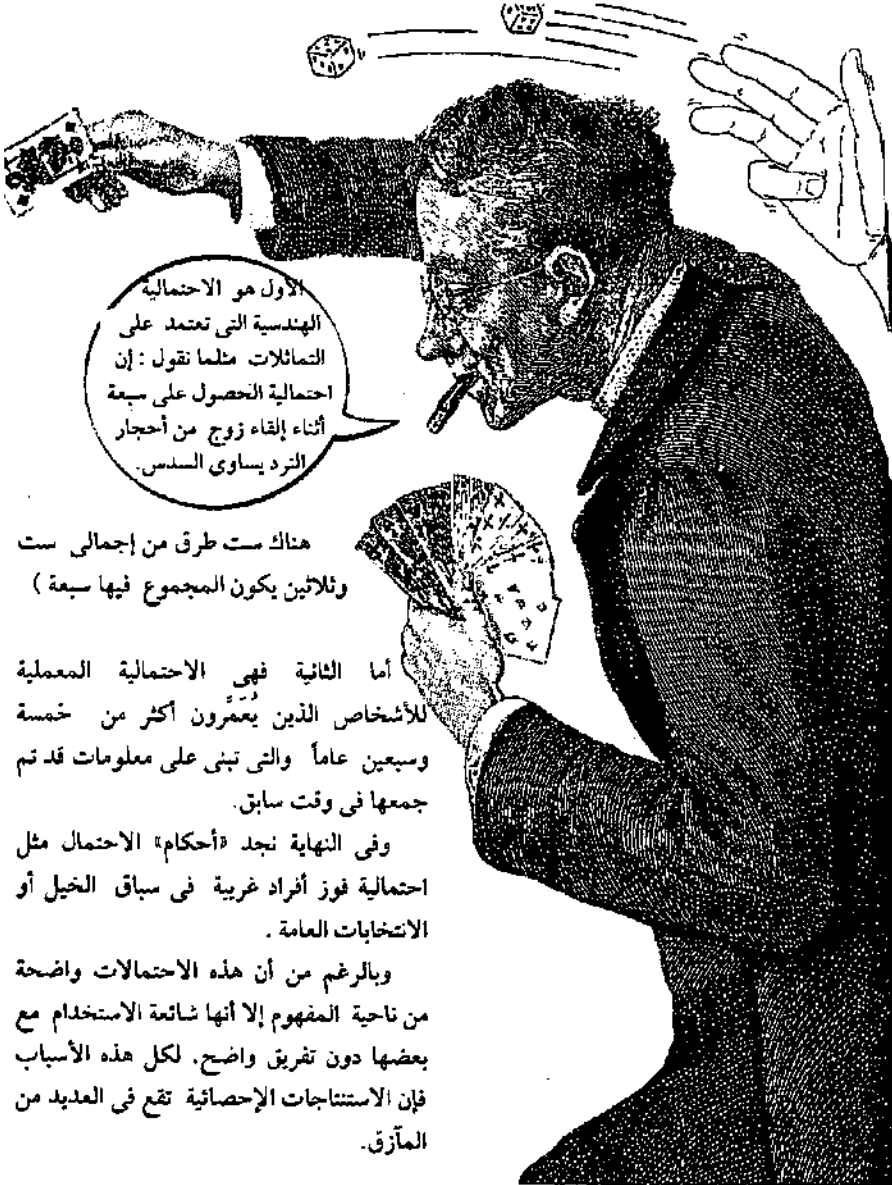 الأول هو الاحتمالية
الهندسية التى تعتمد على
التماثلات مثلما نقول : إن
احتمالية الحصول على سبعة
أثناء إلقاء زوج من أحجار
النرد يساوى السدس.
هناك ست طرق من إجمالى ست
وثلاثين يكون المجموع فيها سبعة )
أما الثانية فهى الاحتمالية المعملية
للأشخاص الذين يُعَمَّرون أكثر من خمسة
وسبعين عاماً والتى تبنى على معلومات قد تم
جمعها فى وقت سابق.
وفى النهاية نجد «أحكام» الاحتمال مثل
احتمالية فوز أفراد غريبة فى سباق الخيل أو
الانتخابات العامة .
وبالرغم من أن هذه الاحتمالات واضحة
من ناحية المفهوم إلا أنها شائعة الاستخدام مع
بعضها دون تفريق واضح. لكل هذه الأسباب
فإن الاستنتاجات الإحصائية تقع فى العديد من
المآزق.